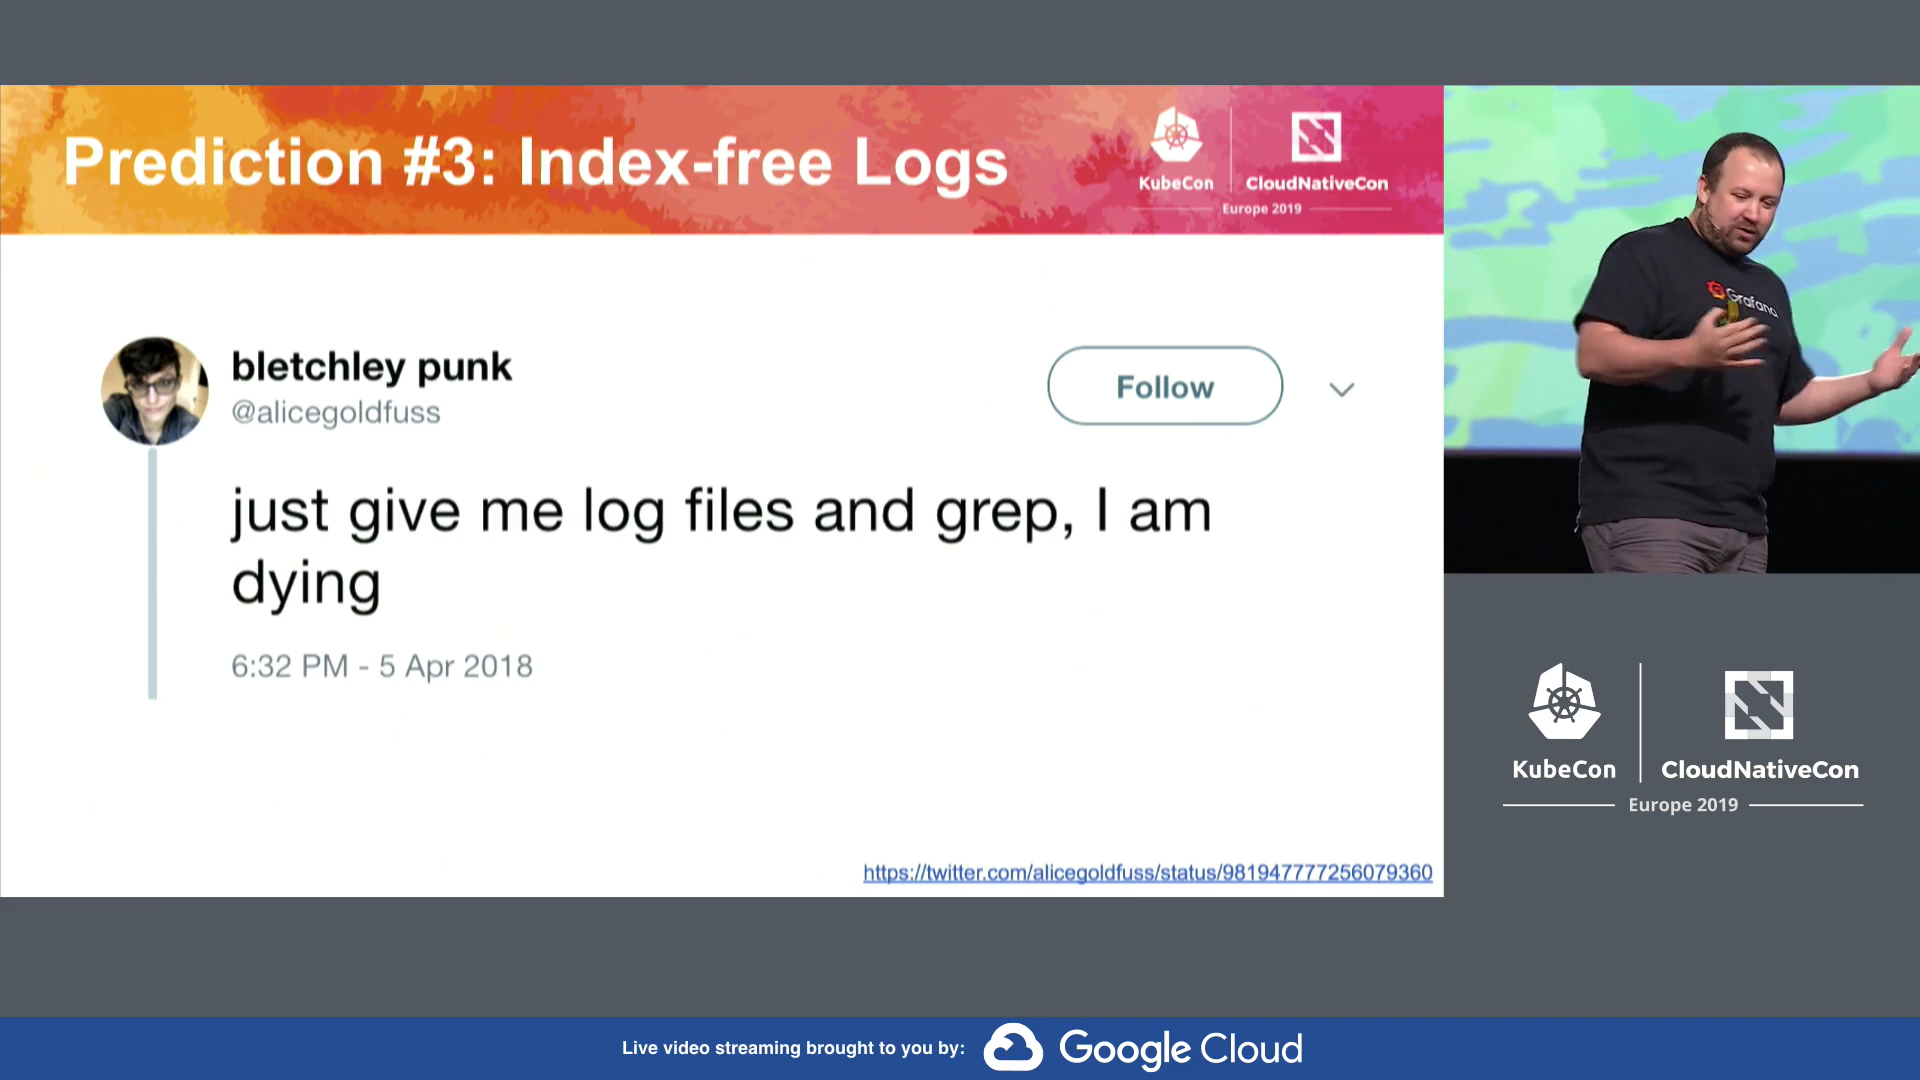 Prediction #3: Index-free Logs
KubeCon
CloudNativeCon
Europe 2019
bletchley punk
@alicegoldfuss
Follow
just give me log files and grep, I am
dying
6:32 PM - 5 Apr 2018
https://twitter.com/alicegoldfuss/status/981947777256079360
Grafana
KubeCon
CloudNativeCon
Europe 2019
Live video streaming brought to you by:
Google Cloud